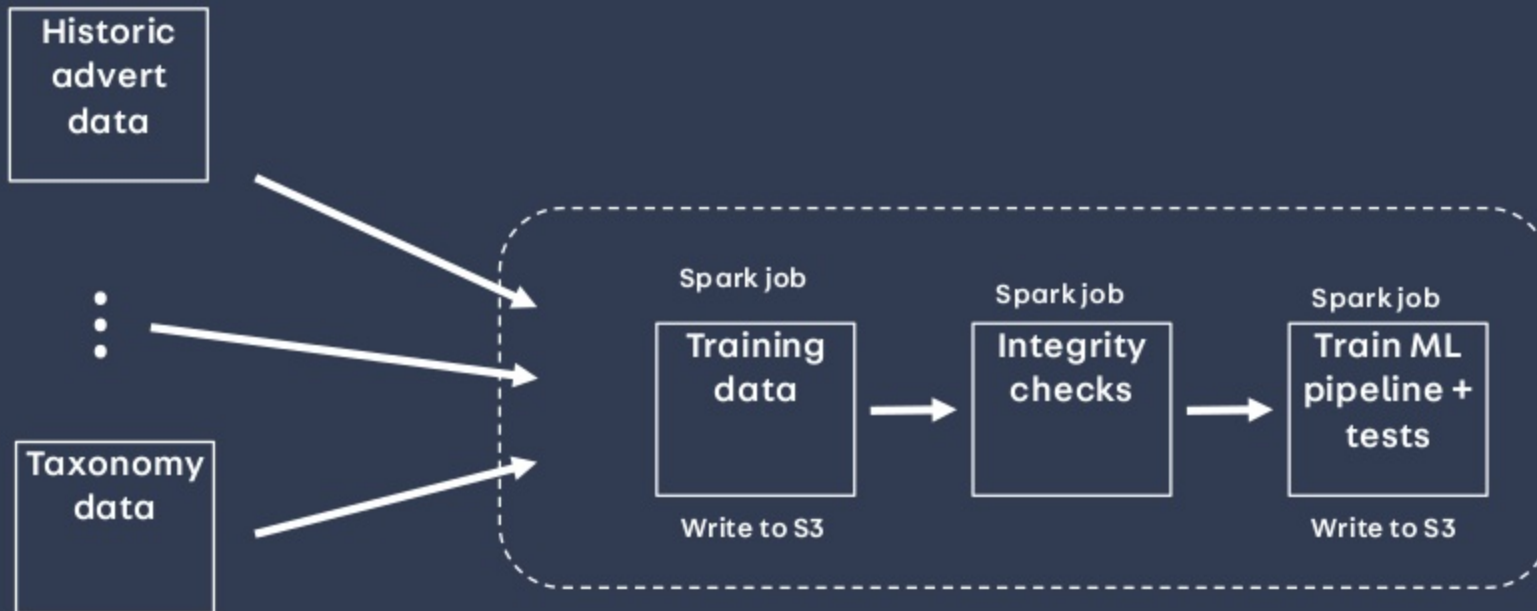 Historic
advert
data
Taxonomy
data
Spark job
Training
data
Write to S3
Spark job
Integrity
checks
Spark job
Train ML
pipeline +
tests
Write to S3